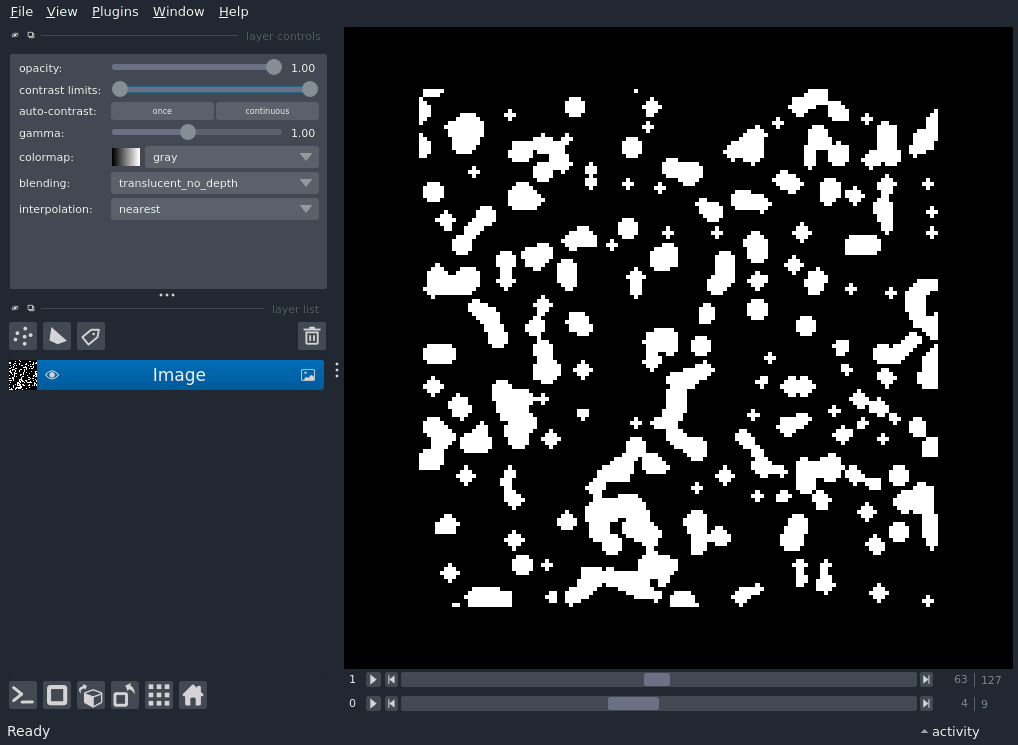 File View Plugins Window Help
layer controls
opacity: 1.00
contrast limits:
auto-contrast: once continuous
gamma: 1.00
colormap: gray
blending: translucent_no_depth
interpolation: nearest
layer list
Image
1 63 127
0 4 9
Ready activity